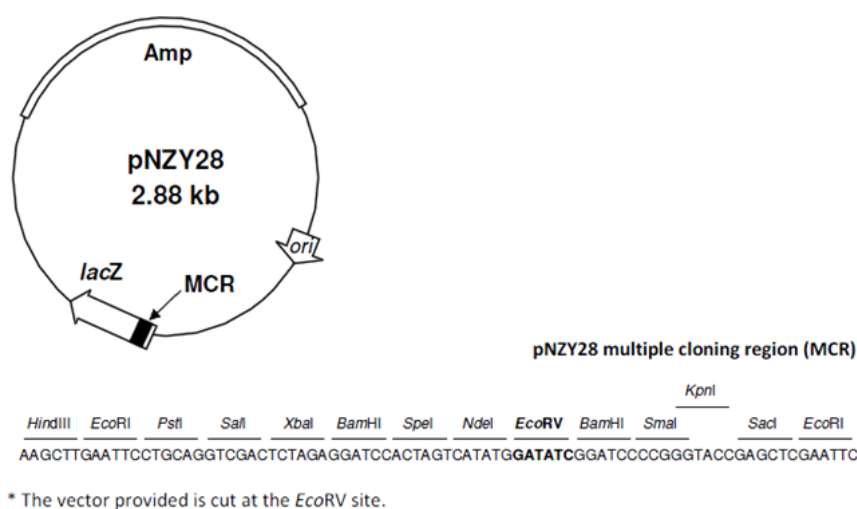 Amp
pNZY28
2.88 kb
ori
lacZ
MCR
pNZY28 multiple cloning region (MCR)
KpnI
HindIII EcoRI PstI SalI XbaI BamHI SpeI NdeI EcoRV BamHI SmaI SacI EcoRI
AAGCTTGAATTCCTGCAGGTCGACTCTAGAGGATCCACTAGTCATATGGATATCGGATCCCCGGGTACCGAGCTCGAATTC
* The vector provided is cut at the EcoRV site.